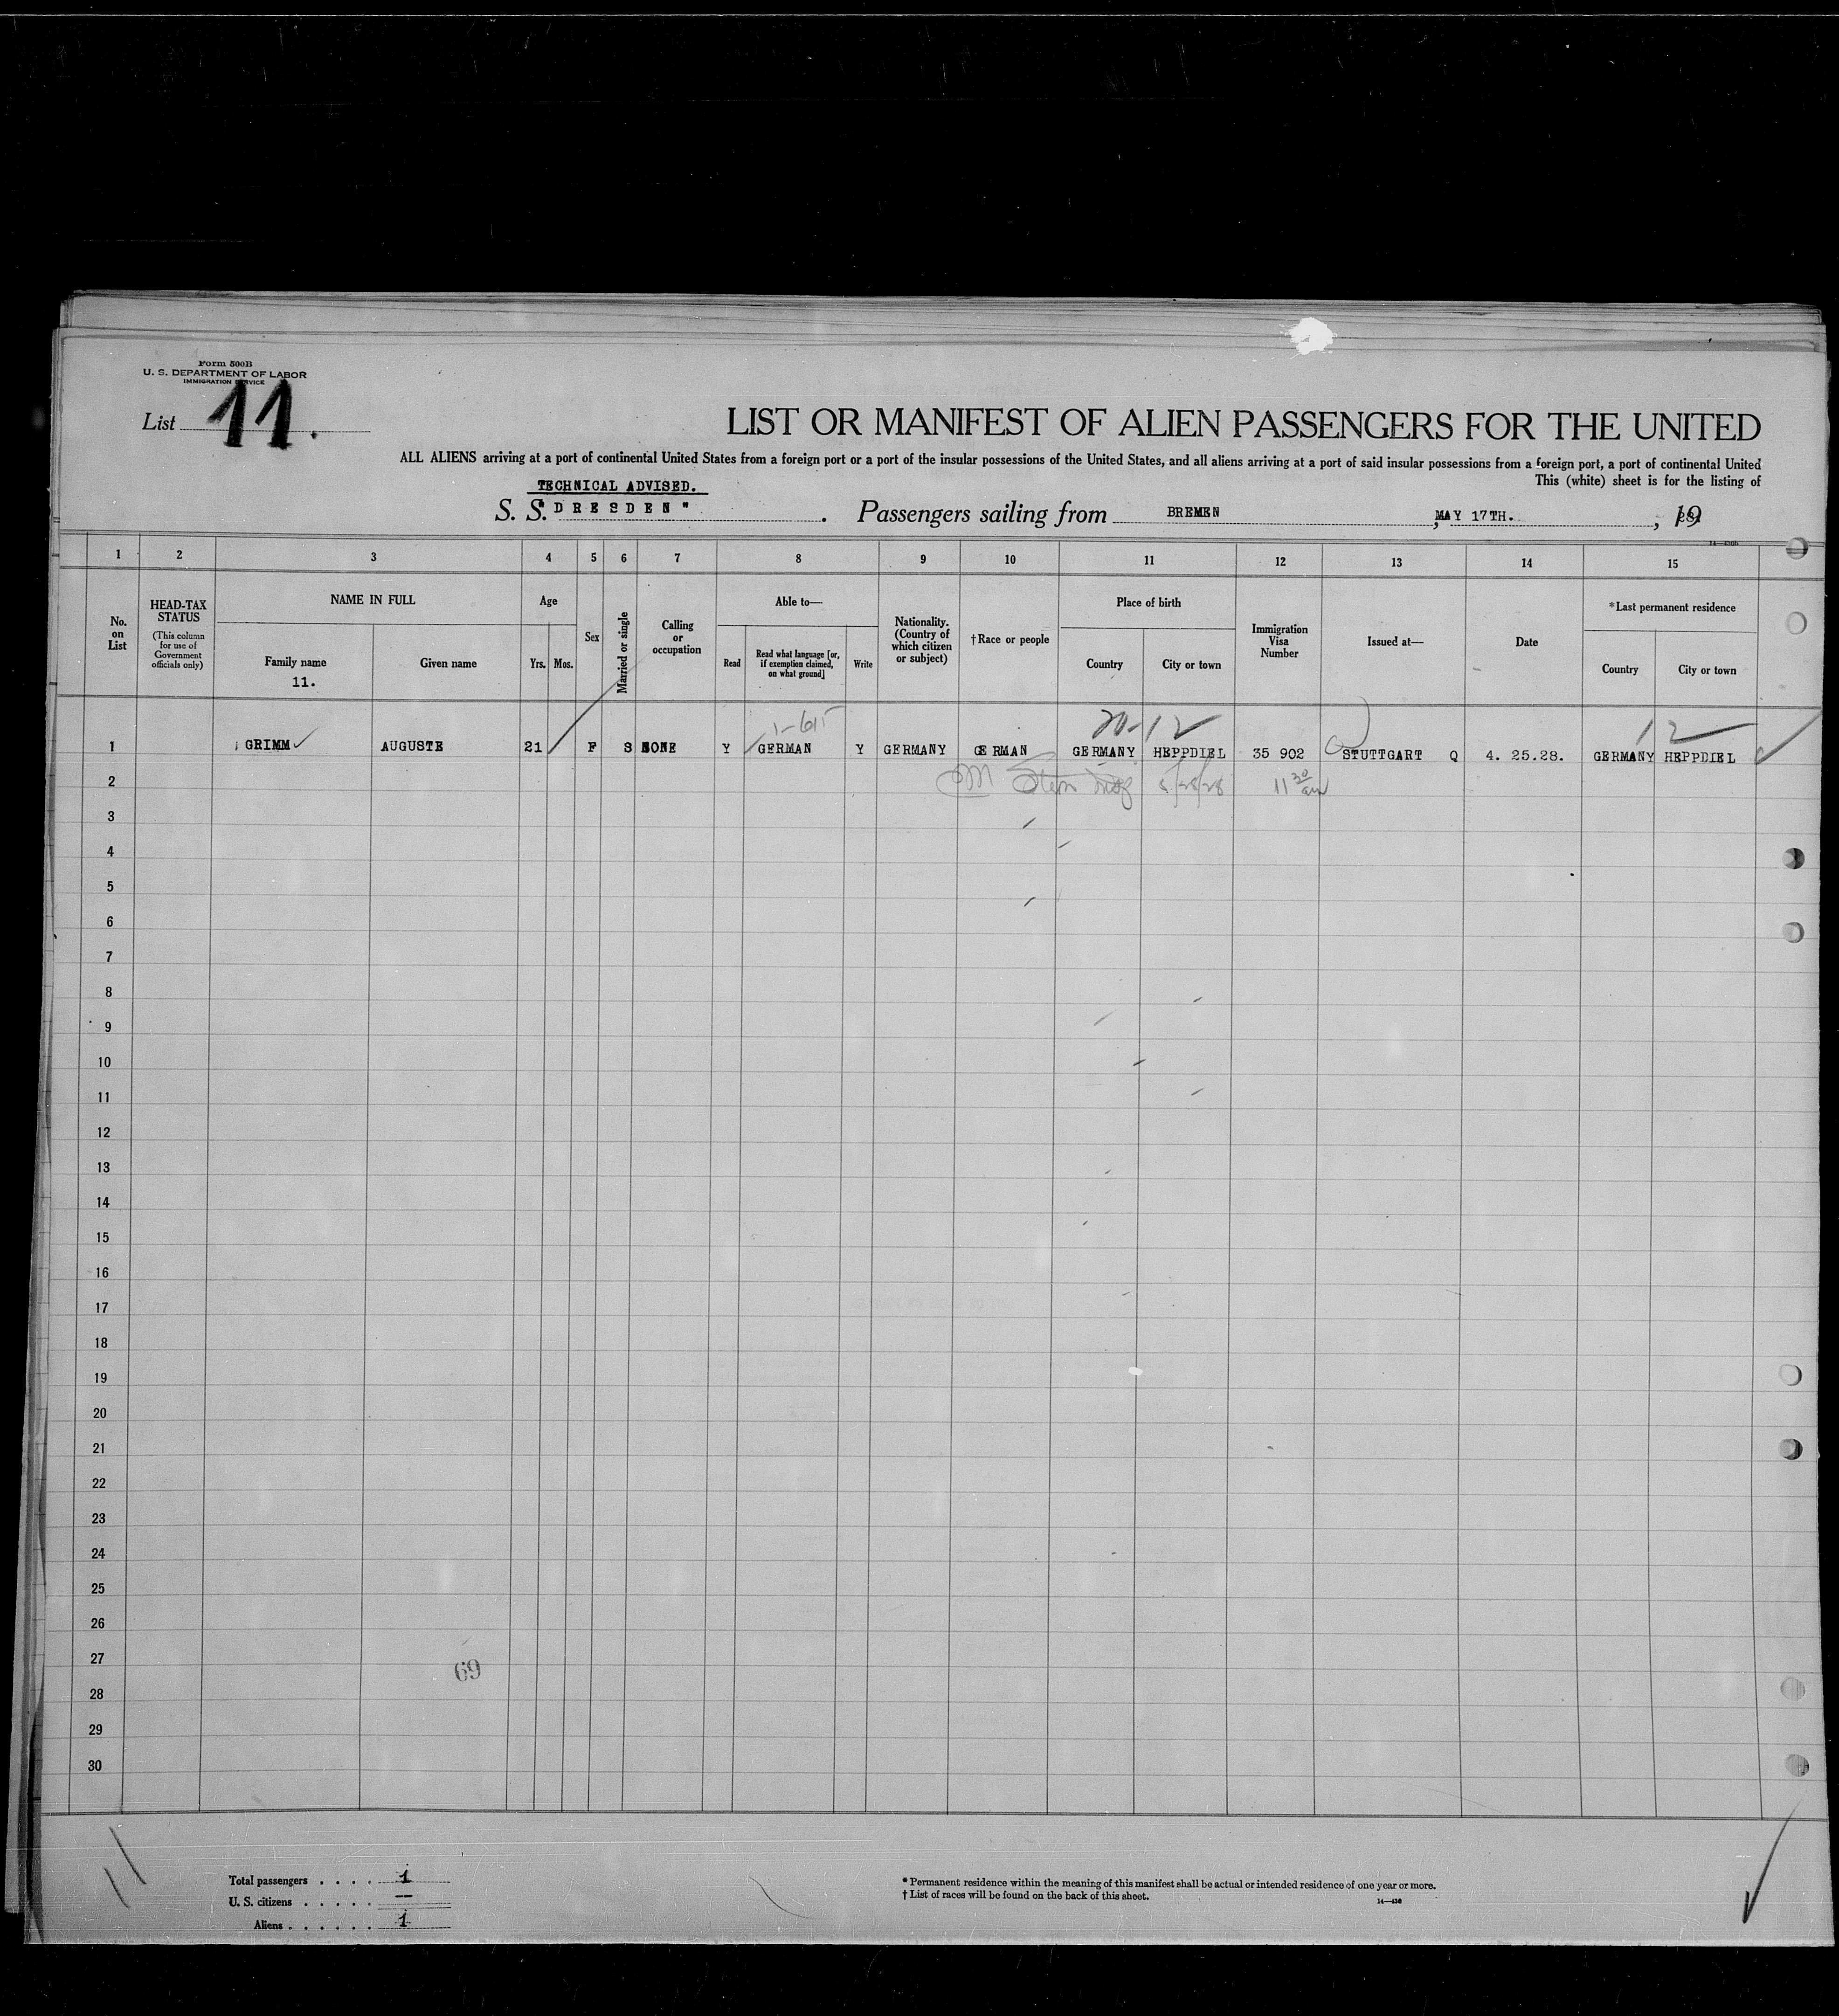 Form 500B
U. S. DEPARTMENT OF LABOR
IMMIGRATION SERVICE
List 11.
LIST OR MANIFEST OF ALIEN PASSENGERS FOR THE UNITED
ALL ALIENS arriving at a port of continental United States from a foreign port or a port of the insular possessions of the United States, and all aliens arriving at a port of said insular possessions from a foreign port, a port of continental United
This (white) sheet is for the listing of
TECHNICAL ADVISED.
S. S. "DRESDEN" . Passengers sailing from BREMEN , MAY 17TH. , 1928
1 2 3 4 5 6 7 8 9 10 11 12 13 14 15
No. on List
HEAD-TAX STATUS
(This column for use of Government officials only)
NAME IN FULL
Family name
11.
Given name
Age
Yrs. Mos.
Sex
Married or single
Calling or occupation
Able to—
Read
Read what language [or, if exemption claimed, on what ground]
Write
Nationality. (Country of which citizen or subject)
†Race or people
Place of birth
Country
City or town
Immigration Visa Number
Issued at—
Date
*Last permanent residence
Country
City or town
20-12 12
1 GRIMM AUGUSTE 21 F S NONE Y GERMAN Y GERMANY GERMAN GERMANY HEPPDIEL 35 902 STUTTGART Q 4. 25.28. GERMANY HEPPDIEL
2 11 30 am
3
4
5
6
7
8
9
10
11
12
13
14
15
16
17
18
19
20
21
22
23
24
25
26
27
69
28
29
30
Total passengers . . . . 1
U. S. citizens . . . . . —
Aliens . . . . . . 1
* Permanent residence within the meaning of this manifest shall be actual or intended residence of one year or more.
† List of races will be found on the back of this sheet.
14—430